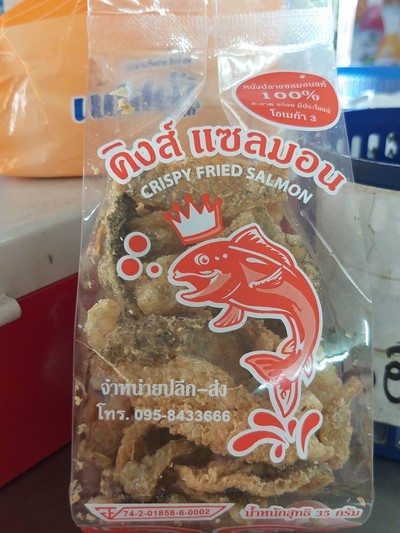 หนังปลาแซลมอนแท้
100%
สะอาด อร่อย มีประโยชน์
โอเมก้า 3
คิงส์ แซลมอน
CRISPY FRIED SALMON
จำหน่ายปลีก-ส่ง
โทร. 095-8433666
74-2-01858-6-0002
น้ำหนักสุทธิ 35 กรัม